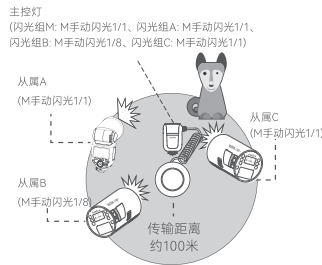 主控灯
(闪光组M: M手动闪光1/1、闪光组A: M手动闪光1/1、
闪光组B: M手动闪光1/8、闪光组C: M手动闪光1/1)
从属A
(M手动闪光1/1)
从属C
(M手动闪光1/1)
从属B
(M手动闪光1/8)
传输距离
约100米